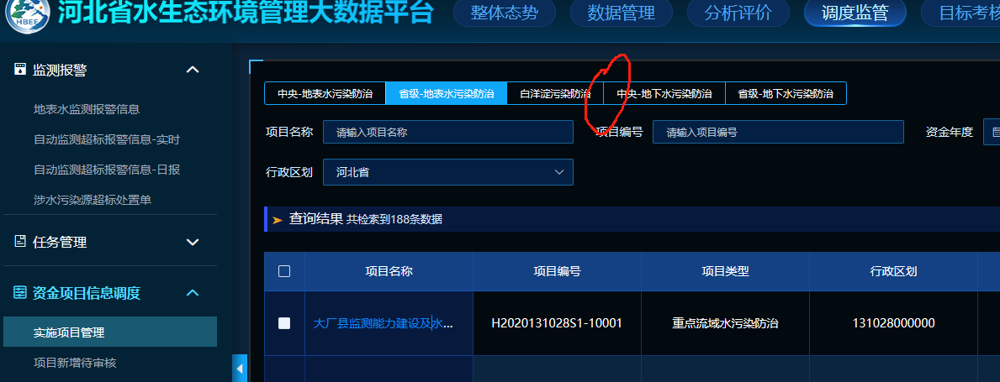 河北省水生态环境管理大数据平台
HBEE
整体态势
数据管理
分析评价
调度监管
目标考核
监测报警
地表水监测报警信息
自动监测超标报警信息-实时
自动监测超标报警信息-日报
涉水污染源超标处置单
任务管理
资金项目信息调度
实施项目管理
项目新增待审核
中央-地表水污染防治
省级-地表水污染防治
白洋淀污染防治
中央-地下水污染防治
省级-地下水污染防治
项目名称 请输入项目名称
项目编号 请输入项目编号
资金年度
行政区划 河北省
查询结果 共检索到188条数据
项目名称 项目编号 项目类型 行政区划
大厂县监测能力建设及水... H2020131028S1-10001 重点流域水污染防治 131028000000